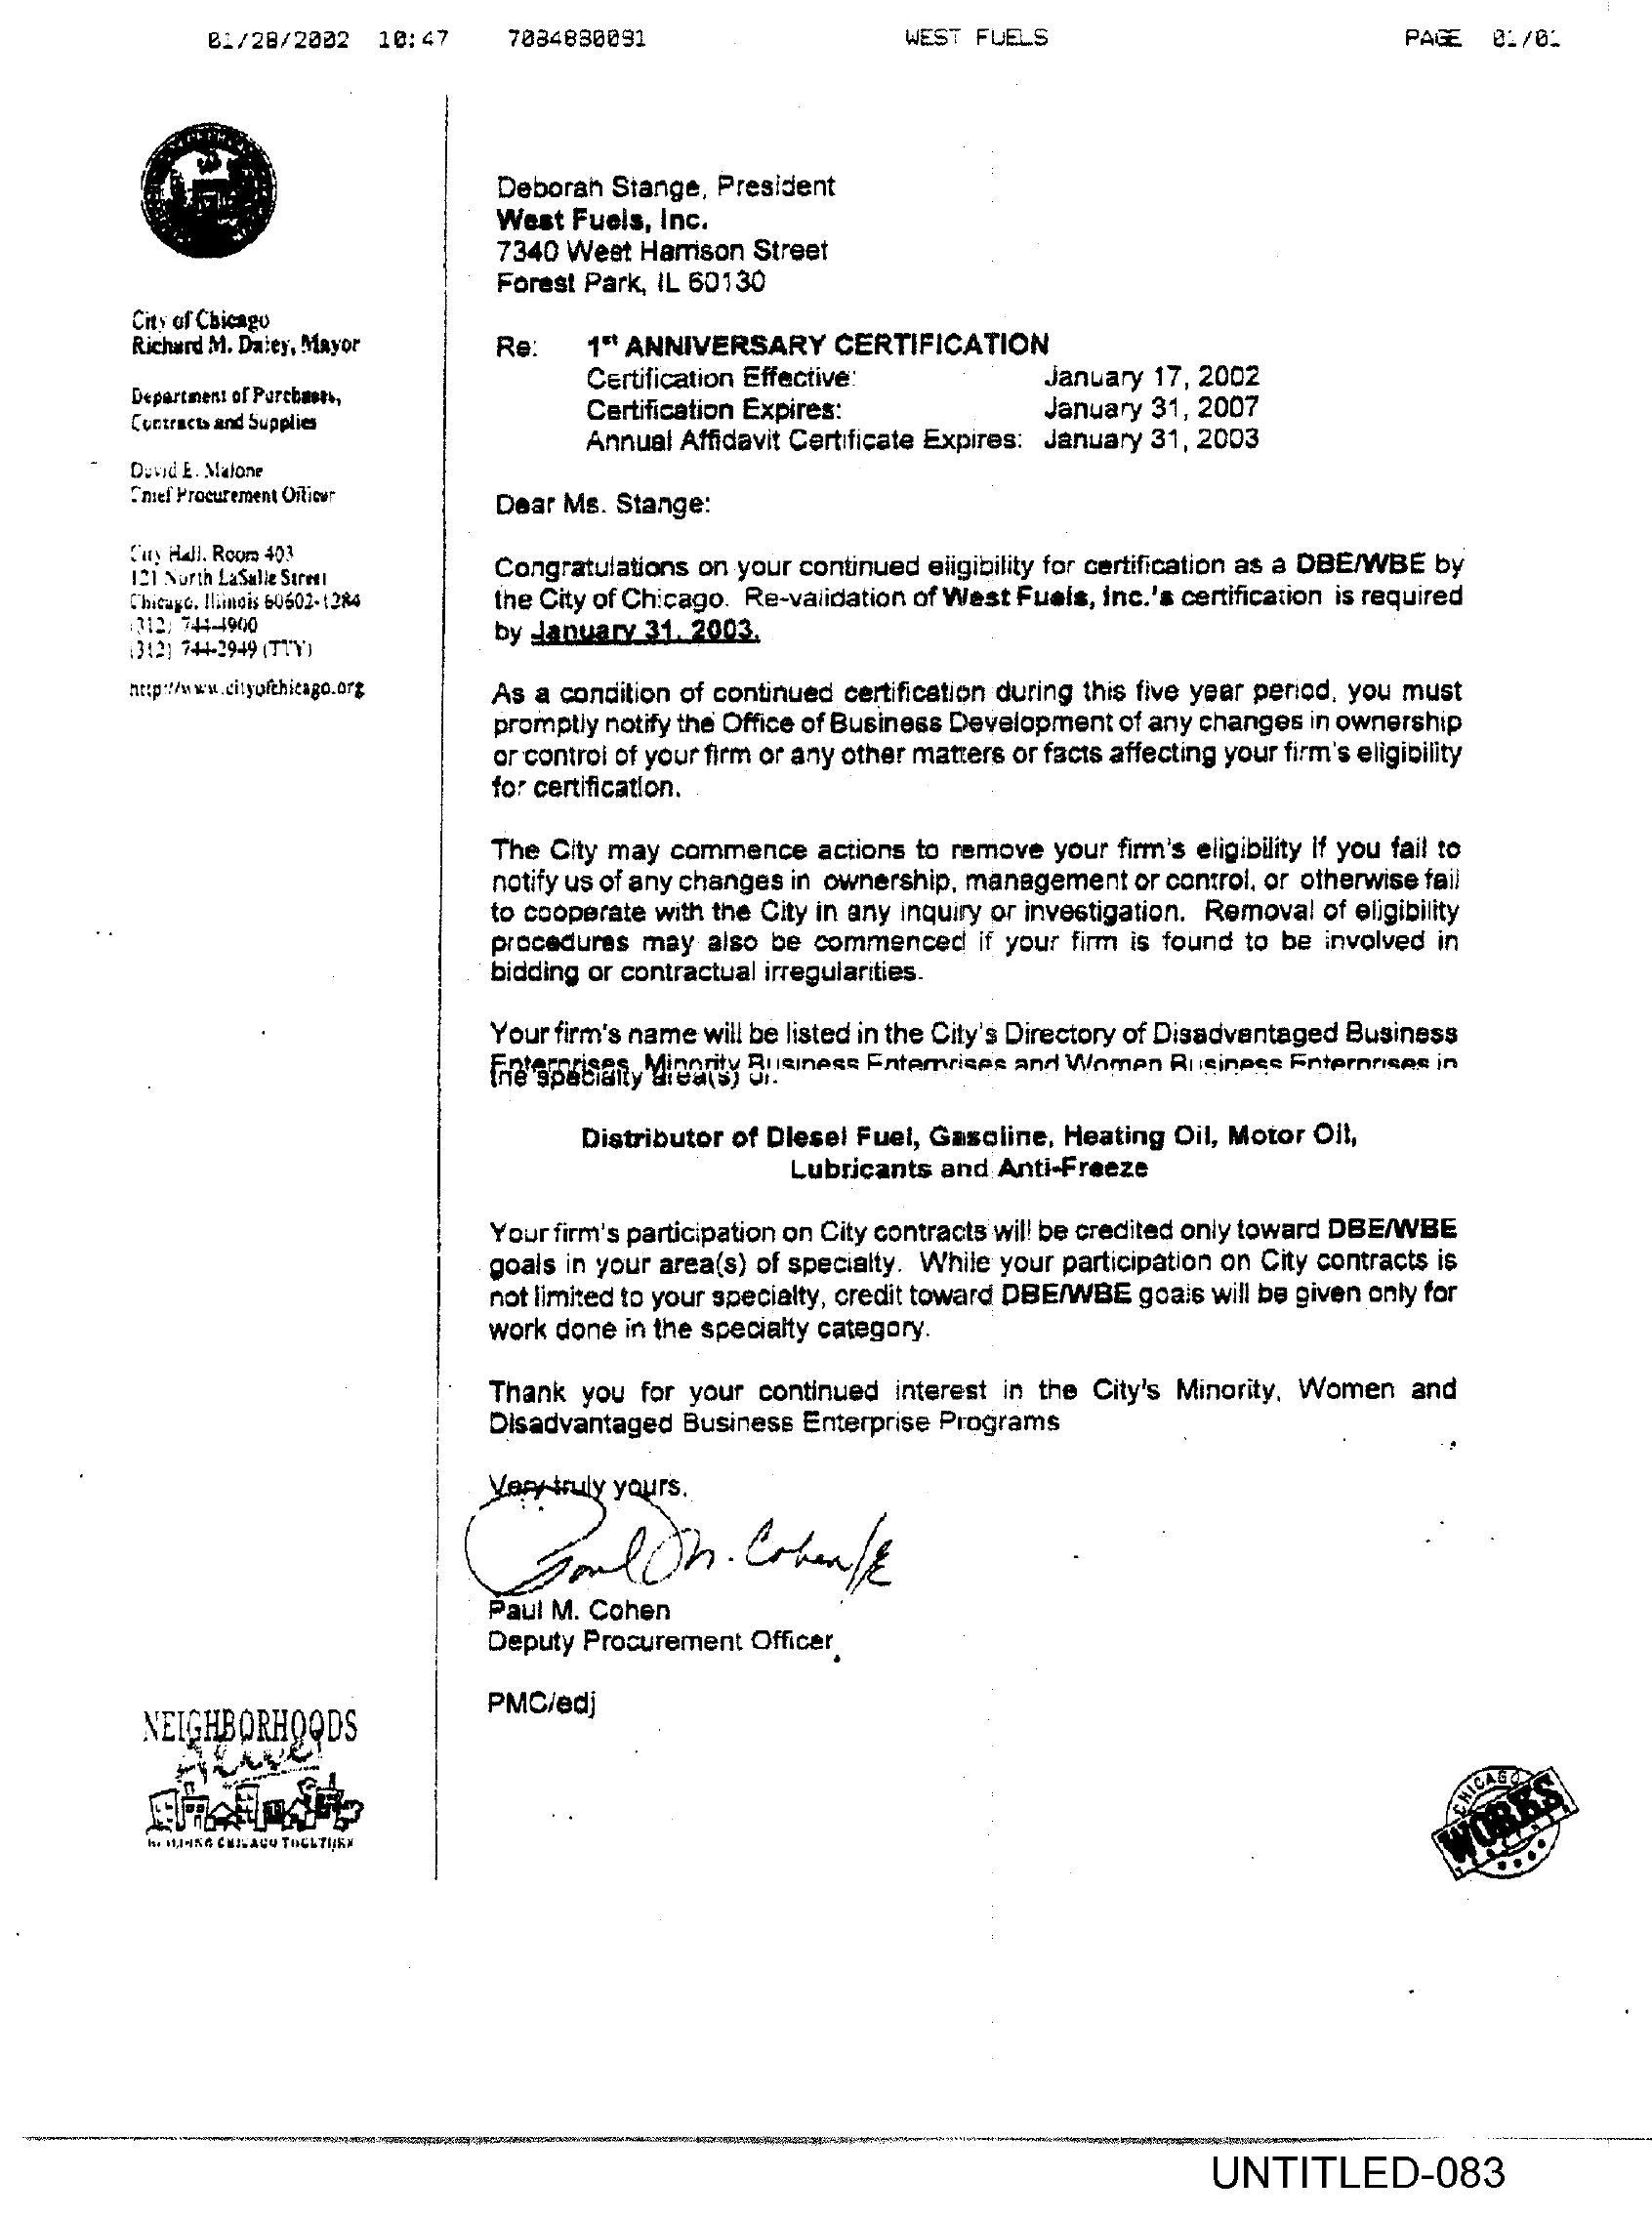 01/28/2002 10:47 7084880091 WEST FUELS PAGE 01/01
City of Chicago
Richard M. Daley, Mayor
Department of Purchases,
Contracts and Supplies
David E. Malone
Chief Procurement Officer
City Hall, Room 403
121 North LaSalle Street
Chicago, Illinois 60602-1284
(312) 744-4900
(312) 744-2949 (TTY)
http://www.cityofchicago.org
Deborah Stange, President
West Fuels, Inc.
7340 West Harrison Street
Forest Park, IL 60130
Re: 1st ANNIVERSARY CERTIFICATION
Certification Effective: January 17, 2002
Certification Expires: January 31, 2007
Annual Affidavit Certificate Expires: January 31, 2003
Dear Ms. Stange:
Congratulations on your continued eligibility for certification as a DBE/WBE by
the City of Chicago. Re-validation of West Fuels, Inc.'s certification is required
by January 31, 2003.
As a condition of continued certification during this five year period, you must
promptly notify the Office of Business Development of any changes in ownership
or control of your firm or any other matters or facts affecting your firm's eligibility
for certification.
The City may commence actions to remove your firm's eligibility if you fail to
notify us of any changes in ownership, management or control, or otherwise fail
to cooperate with the City in any inquiry or investigation. Removal of eligibility
procedures may also be commenced if your firm is found to be involved in
bidding or contractual irregularities.
Your firm's name will be listed in the City's Directory of Disadvantaged Business
Enterprises, Minority Business Enterprises and Women Business Enterprises in
the specialty area(s) of:
Distributor of Diesel Fuel, Gasoline, Heating Oil, Motor Oil,
Lubricants and Anti-Freeze
Your firm's participation on City contracts will be credited only toward DBE/WBE
goals in your area(s) of specialty. While your participation on City contracts is
not limited to your specialty, credit toward DBE/WBE goals will be given only for
work done in the specialty category.
Thank you for your continued interest in the City's Minority, Women and
Disadvantaged Business Enterprise Programs
Very truly yours,
Paul M. Cohen
Paul M. Cohen
Deputy Procurement Officer
PMC/edj
NEIGHBORHOODS
Alive!
BUILDING CHICAGO TOGETHER
CHICAGO
WORKS
UNTITLED-083